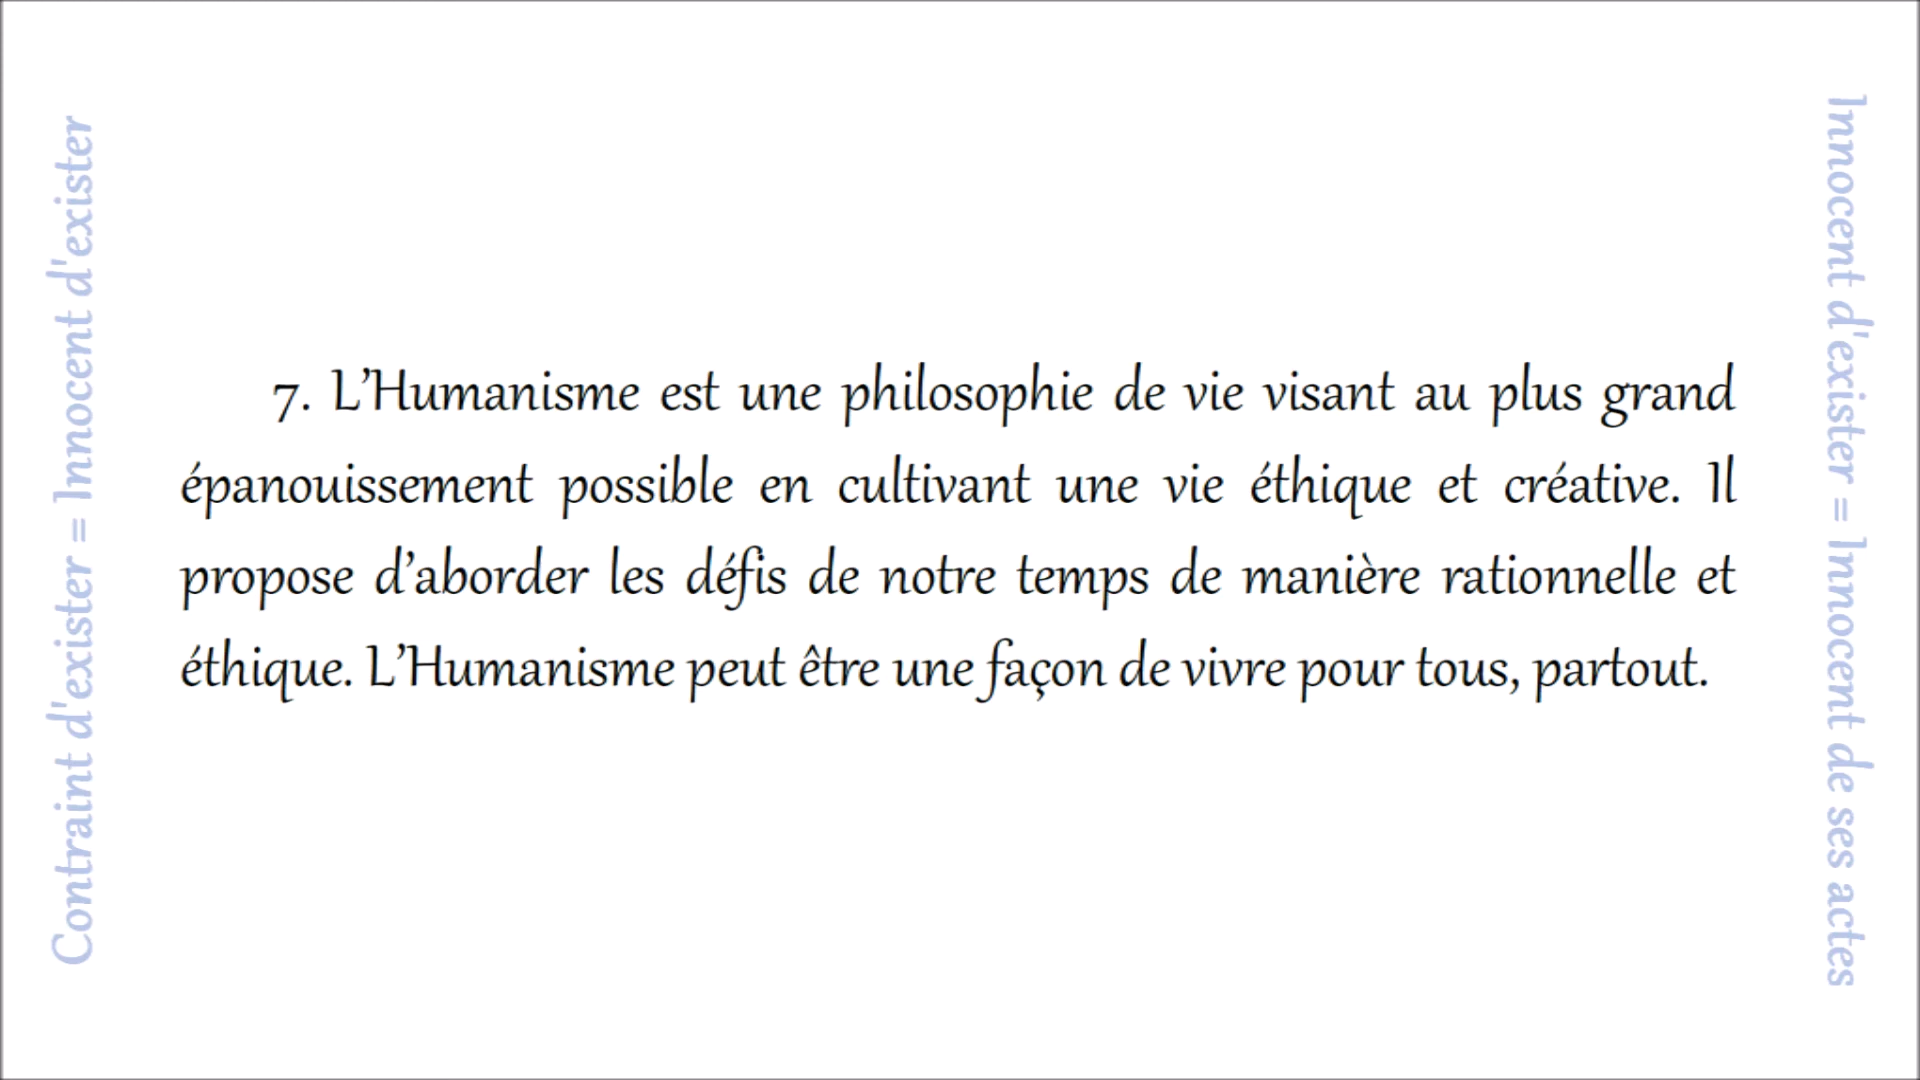 Contraint d'exister = Innocent d'exister
7. L’Humanisme est une philosophie de vie visant au plus grand
épanouissement possible en cultivant une vie éthique et créative. Il
propose d’aborder les défis de notre temps de manière rationnelle et
éthique. L’Humanisme peut être une façon de vivre pour tous, partout.
Innocent d'exister = Innocent de ses actes